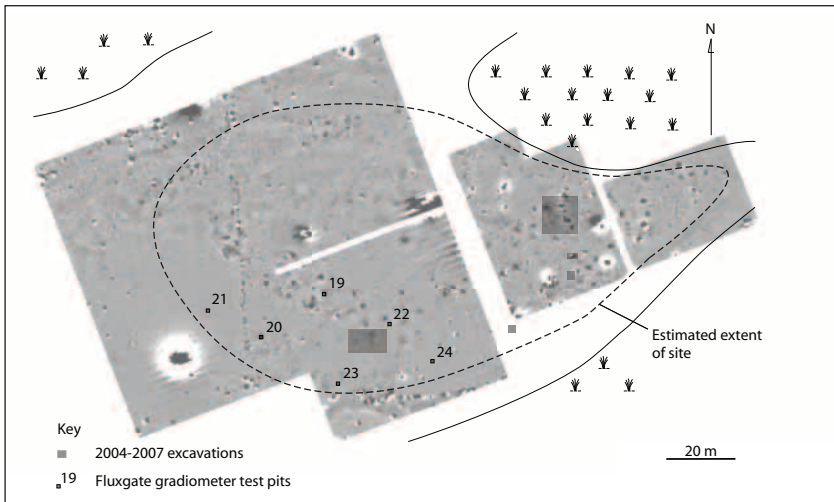 N
19
21
22
20
24
23
Estimated extent
of site
Key
2004-2007 excavations
19 Fluxgate gradiometer test pits
20 m